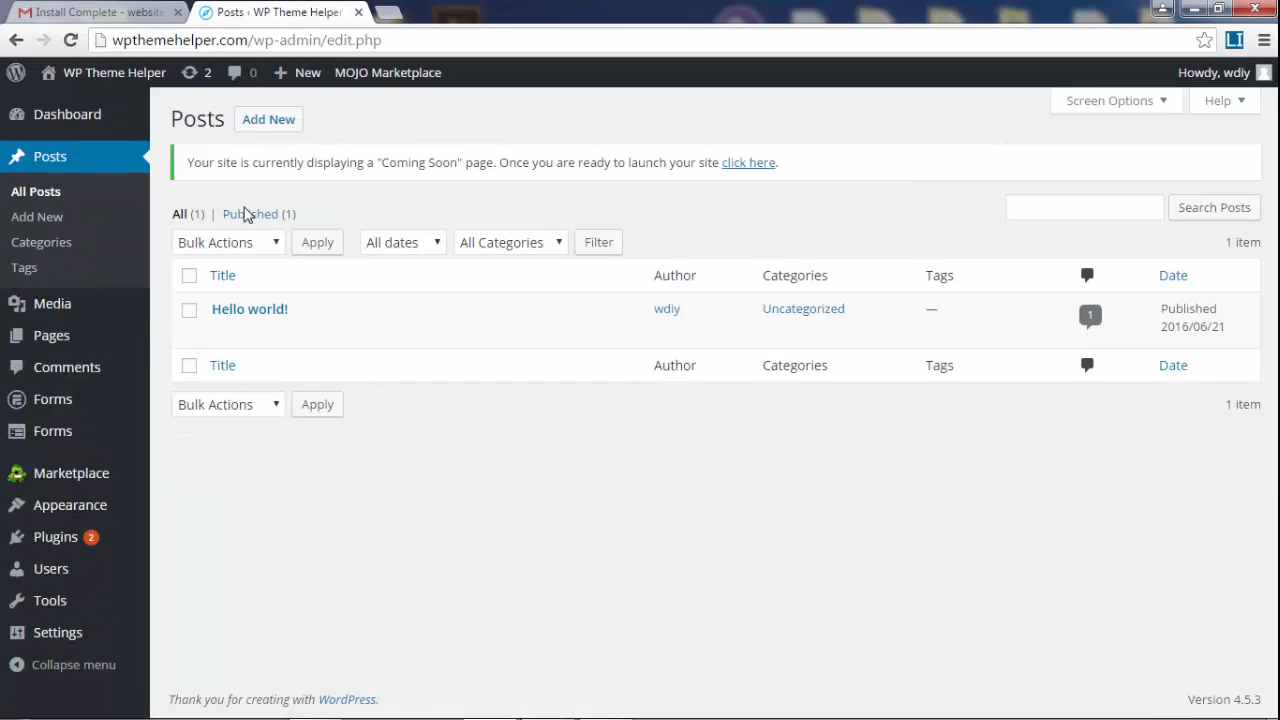 Install Complete - website
Posts ‹ WP Theme Helper
wpthemehelper.com/wp-admin/edit.php
WP Theme Helper 2 0 New MOJO Marketplace Howdy, wdiy
Dashboard
Posts
All Posts
Add New
Categories
Tags
Media
Pages
Comments
Forms
Forms
Marketplace
Appearance
Plugins 2
Users
Tools
Settings
Collapse menu
Screen Options Help
Posts Add New
Your site is currently displaying a "Coming Soon" page. Once you are ready to launch your site click here.
All (1) | Published (1)
Search Posts
Bulk Actions Apply All dates All Categories Filter 1 item
Title Author Categories Tags Date
Hello world! wdiy Uncategorized — 1 Published
2016/06/21
Title Author Categories Tags Date
Bulk Actions Apply 1 item
Thank you for creating with WordPress. Version 4.5.3